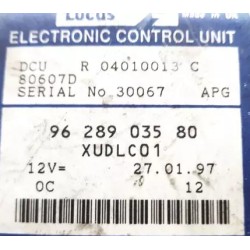 Lucas
ELECTRONIC CONTROL UNIT
DCU R 04010013 C
80607D
SERIAL No 30067 APG
96 289 035 80
XUDLC01
12V= 27.01.97
OC 12